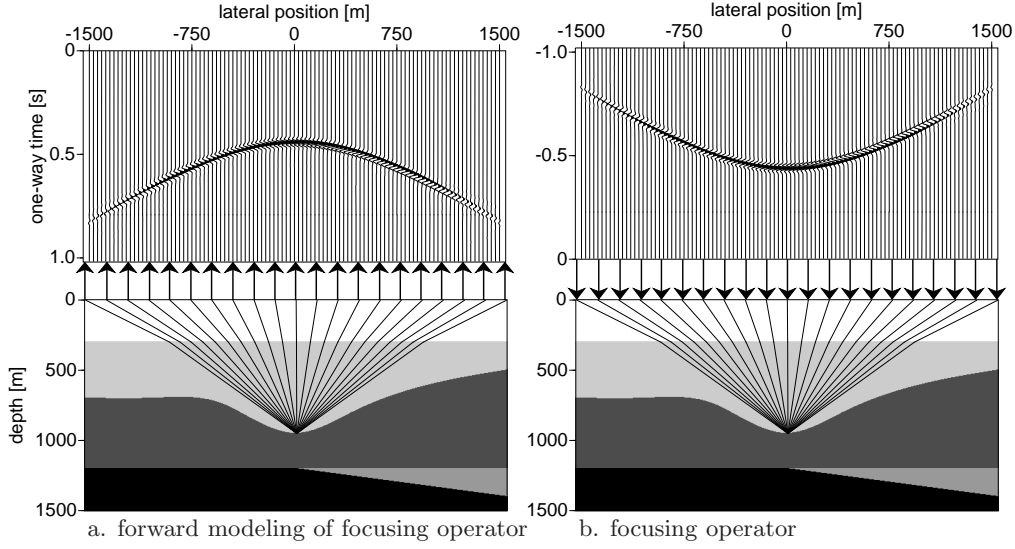 lateral position [m]
-1500 -750 0 750 1500
0
0.5
1.0
one-way time [s]
0
500
1000
1500
depth [m]
a. forward modeling of focusing operator
lateral position [m]
-1500 -750 0 750 1500
-1.0
-0.5
0
0
500
1000
1500
b. focusing operator